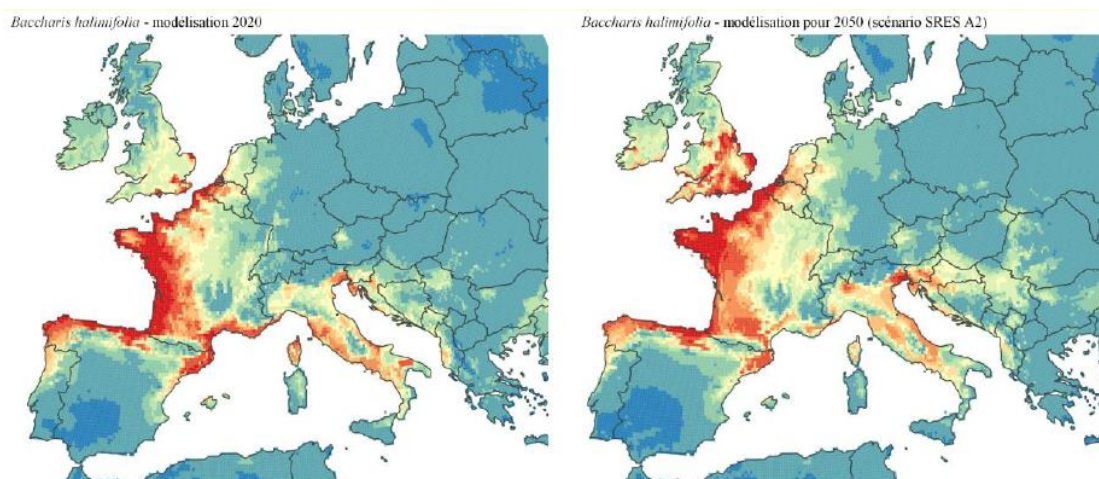 Baccharis halimifolia - modélisation 2020
Baccharis halimifolia - modélisation pour 2050 (scénario SRES A2)